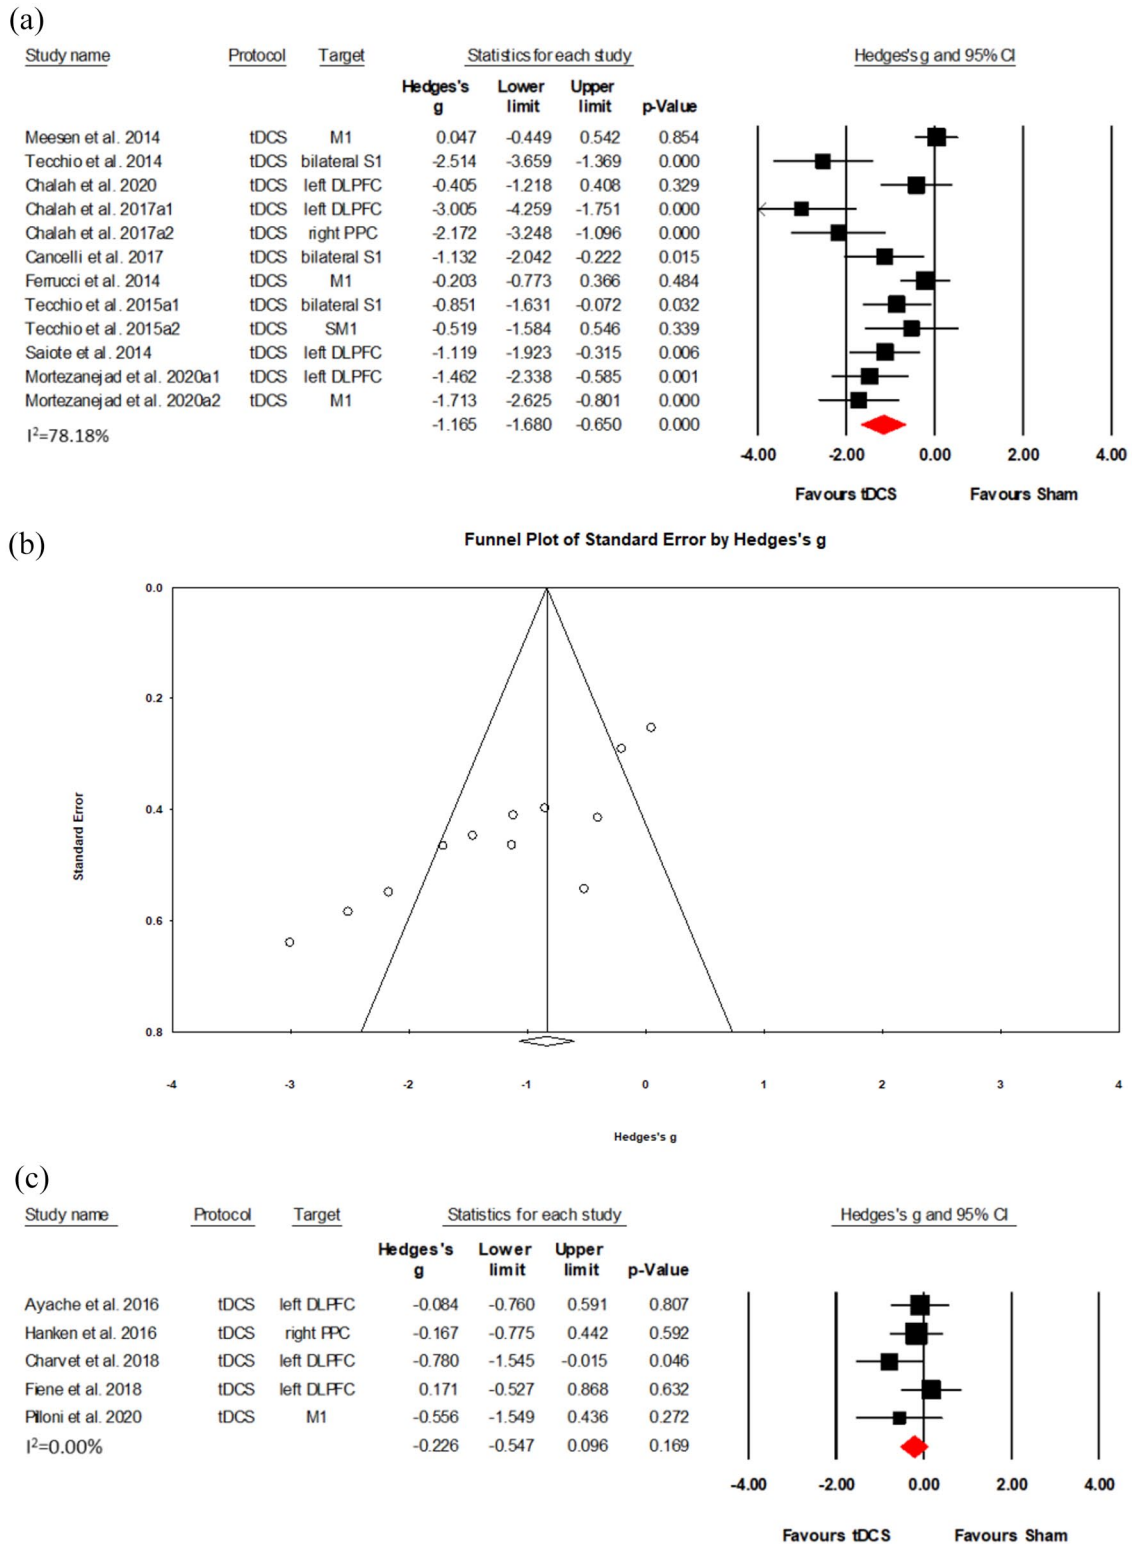 (a)
Study name Protocol Target Statistics for each study Hedges's g and 95% CI
Hedges's g Lower limit Upper limit p-Value
Meesen et al. 2014 tDCS M1 0.047 -0.449 0.542 0.854
Tecchio et al. 2014 tDCS bilateral S1 -2.514 -3.659 -1.369 0.000
Chalah et al. 2020 tDCS left DLPFC -0.405 -1.218 0.408 0.329
Chalah et al. 2017a1 tDCS left DLPFC -3.005 -4.259 -1.751 0.000
Chalah et al. 2017a2 tDCS right PPC -2.172 -3.248 -1.096 0.000
Cancelli et al. 2017 tDCS bilateral S1 -1.132 -2.042 -0.222 0.015
Ferrucci et al. 2014 tDCS M1 -0.203 -0.773 0.366 0.484
Tecchio et al. 2015a1 tDCS bilateral S1 -0.851 -1.631 -0.072 0.032
Tecchio et al. 2015a2 tDCS SM1 -0.519 -1.584 0.546 0.339
Saiote et al. 2014 tDCS left DLPFC -1.119 -1.923 -0.315 0.006
Mortezanejad et al. 2020a1 tDCS left DLPFC -1.462 -2.338 -0.585 0.001
Mortezanejad et al. 2020a2 tDCS M1 -1.713 -2.625 -0.801 0.000
I²=78.18% -1.165 -1.680 -0.650 0.000
-4.00 -2.00 0.00 2.00 4.00
Favours tDCS Favours Sham
(b)
Funnel Plot of Standard Error by Hedges's g
0.0
0.2
0.4
0.6
0.8
Standard Error
-4 -3 -2 -1 0 1 2 3 4
Hedges's g
(c)
Study name Protocol Target Statistics for each study Hedges's g and 95% CI
Hedges's g Lower limit Upper limit p-Value
Ayache et al. 2016 tDCS left DLPFC -0.084 -0.760 0.591 0.807
Hanken et al. 2016 tDCS right PPC -0.167 -0.775 0.442 0.592
Charvet et al. 2018 tDCS left DLPFC -0.780 -1.545 -0.015 0.046
Fiene et al. 2018 tDCS left DLPFC 0.171 -0.527 0.868 0.632
Pilloni et al. 2020 tDCS M1 -0.556 -1.549 0.436 0.272
I²=0.00% -0.226 -0.547 0.096 0.169
-4.00 -2.00 0.00 2.00 4.00
Favours tDCS Favours Sham